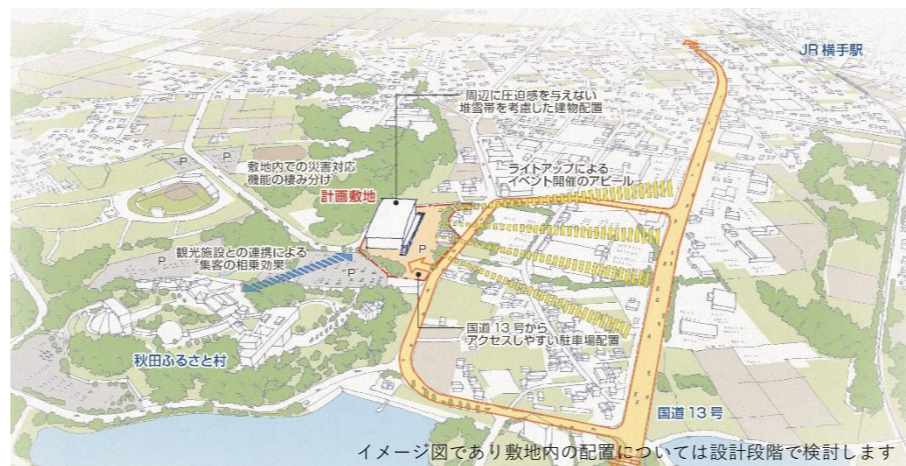 JR 横手駅
周辺に圧迫感を与えない
堆雪帯を考慮した建物配置
敷地内での災害対応
機能の棲み分け
ライトアップによる
イベント開催のアピール
計画敷地
P
P
P
P
P
観光施設との連携による
集客の相乗効果
国道 13 号から
アクセスしやすい駐車場配置
秋田ふるさと村
国道 13 号
イメージ図であり敷地内の配置については設計段階で検討します